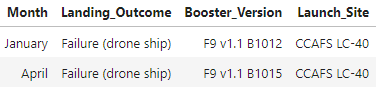 Month Landing_Outcome Booster_Version Launch_Site
January Failure (drone ship) F9 v1.1 B1012 CCAFS LC-40
April Failure (drone ship) F9 v1.1 B1015 CCAFS LC-40